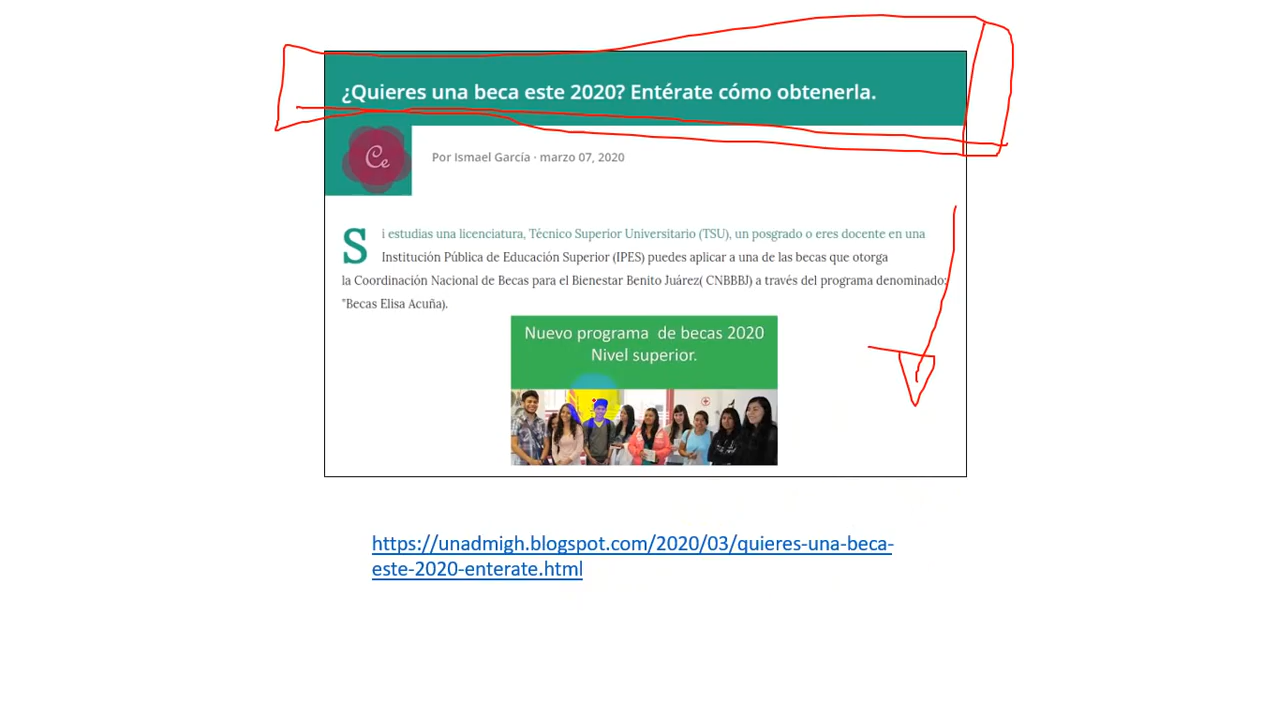 ¿Quieres una beca este 2020? Entérate cómo obtenerla.
Ce
Por Ismael García · marzo 07, 2020
Si estudias una licenciatura, Técnico Superior Universitario (TSU), un posgrado o eres docente en una
Institución Pública de Educación Superior (IPES) puedes aplicar a una de las becas que otorga
la Coordinación Nacional de Becas para el Bienestar Benito Juárez( CNBBBJ) a través del programa denominado:
"Becas Elisa Acuña).
Nuevo programa de becas 2020
Nivel superior.
https://unadmigh.blogspot.com/2020/03/quieres-una-beca-
este-2020-enterate.html